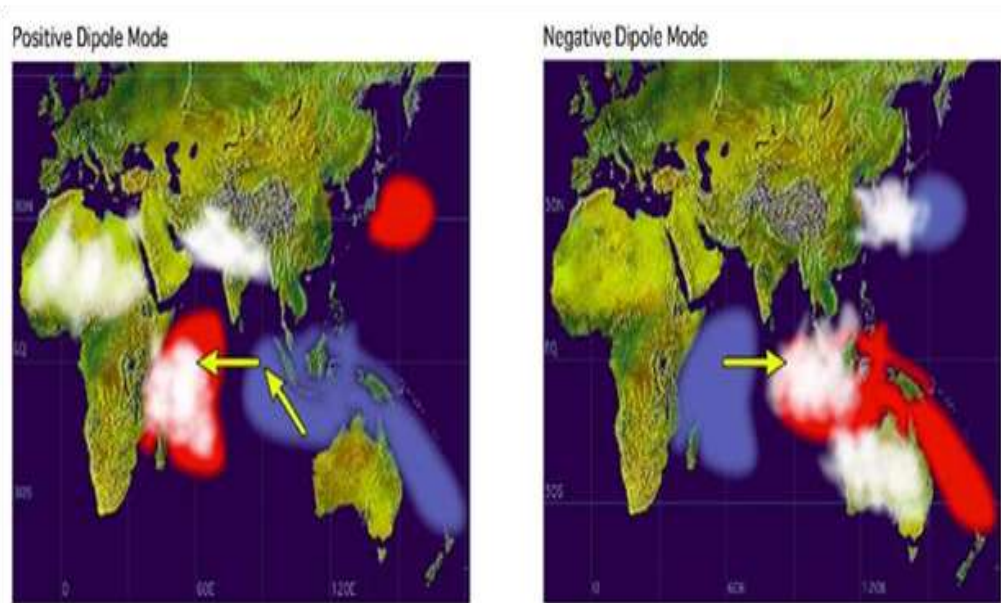 Positive Dipole Mode
Negative Dipole Mode
30N
30N
EQ
EQ
30S
30S
0 60E 120E
0 60E 120E